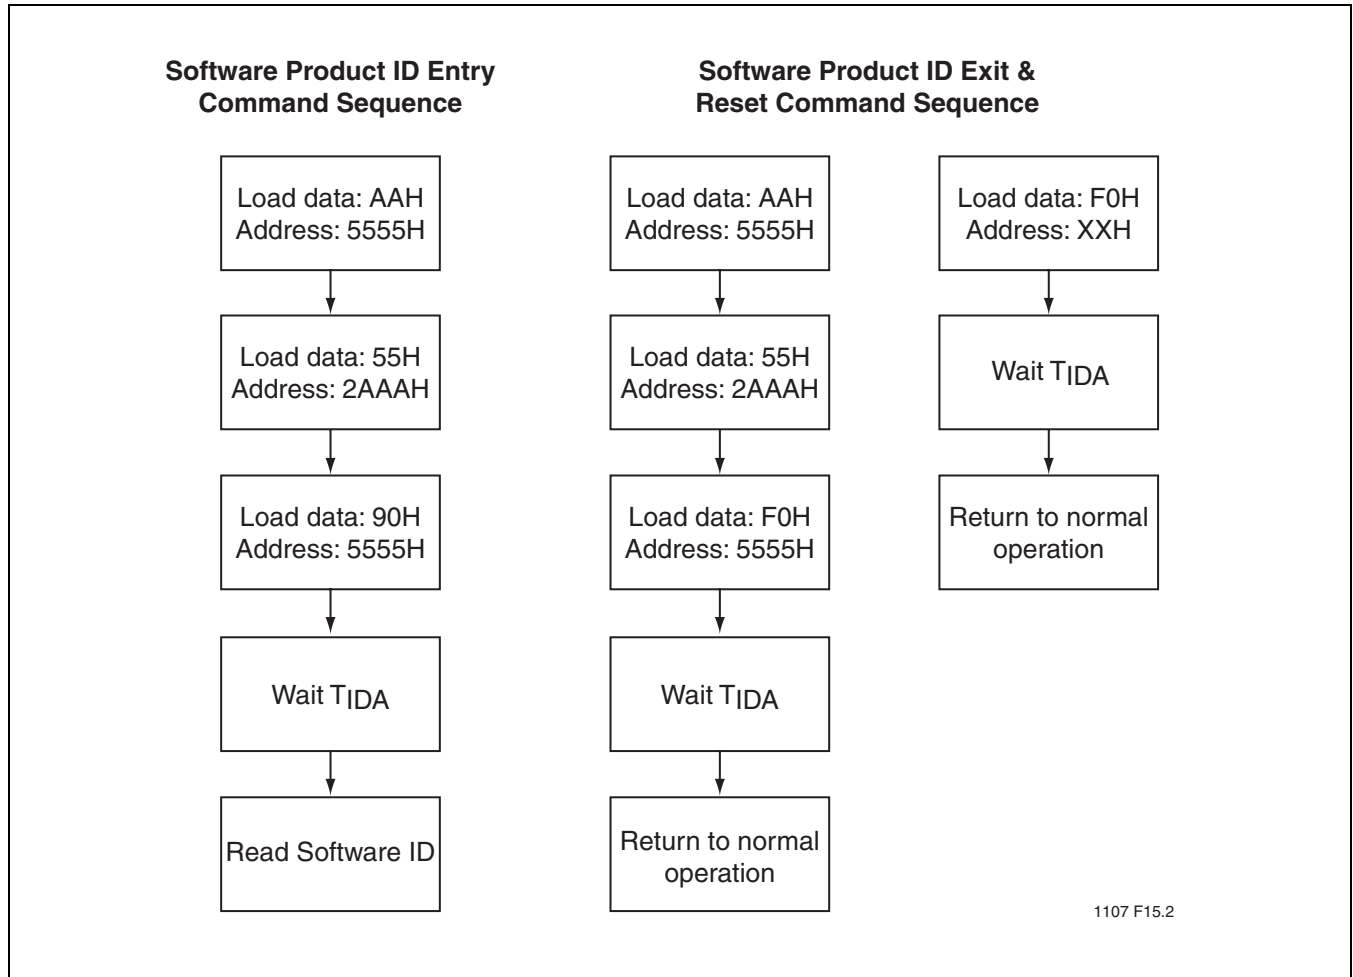 Software Product ID Entry
Command Sequence
Load data: AAH
Address: 5555H
Load data: 55H
Address: 2AAAH
Load data: 90H
Address: 5555H
Wait TIDA
Read Software ID
Software Product ID Exit &
Reset Command Sequence
Load data: AAH
Address: 5555H
Load data: 55H
Address: 2AAAH
Load data: F0H
Address: 5555H
Wait TIDA
Return to normal
operation
Load data: F0H
Address: XXH
Wait TIDA
Return to normal
operation
1107 F15.2